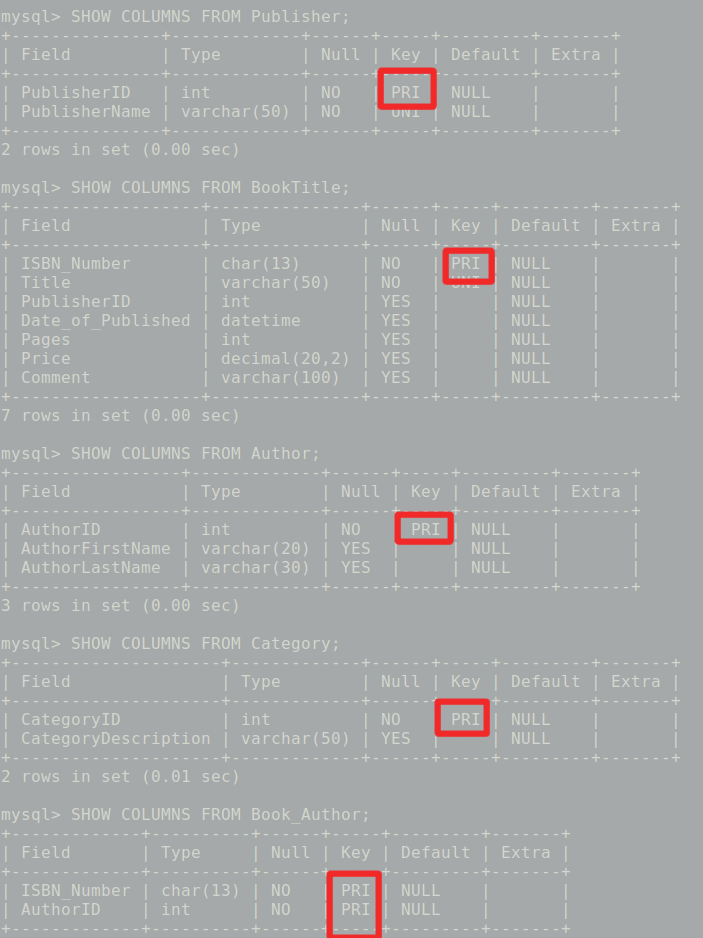 mysql> SHOW COLUMNS FROM Publisher;
+---------------+-------------+------+-----+---------+-------+
| Field         | Type        | Null | Key | Default | Extra |
+---------------+-------------+------+-----+---------+-------+
| PublisherID   | int         | NO   | PRI | NULL    |       |
| PublisherName | varchar(50) | NO   | UNI | NULL    |       |
+---------------+-------------+------+-----+---------+-------+
2 rows in set (0.00 sec)
mysql> SHOW COLUMNS FROM BookTitle;
+-------------------+---------------+------+-----+---------+-------+
| Field             | Type          | Null | Key | Default | Extra |
+-------------------+---------------+------+-----+---------+-------+
| ISBN_Number       | char(13)      | NO   | PRI | NULL    |       |
| Title             | varchar(50)   | NO   | UNI | NULL    |       |
| PublisherID       | int           | YES  |     | NULL    |       |
| Date_of_Published | datetime      | YES  |     | NULL    |       |
| Pages             | int           | YES  |     | NULL    |       |
| Price             | decimal(20,2) | YES  |     | NULL    |       |
| Comment           | varchar(100)  | YES  |     | NULL    |       |
+-------------------+---------------+------+-----+---------+-------+
7 rows in set (0.00 sec)
mysql> SHOW COLUMNS FROM Author;
+-----------------+-------------+------+-----+---------+-------+
| Field           | Type        | Null | Key | Default | Extra |
+-----------------+-------------+------+-----+---------+-------+
| AuthorID        | int         | NO   | PRI | NULL    |       |
| AuthorFirstName | varchar(20) | YES  |     | NULL    |       |
| AuthorLastName  | varchar(30) | YES  |     | NULL    |       |
+-----------------+-------------+------+-----+---------+-------+
3 rows in set (0.00 sec)
mysql> SHOW COLUMNS FROM Category;
+---------------------+-------------+------+-----+---------+-------+
| Field               | Type        | Null | Key | Default | Extra |
+---------------------+-------------+------+-----+---------+-------+
| CategoryID          | int         | NO   | PRI | NULL    |       |
| CategoryDescription | varchar(50) | YES  |     | NULL    |       |
+---------------------+-------------+------+-----+---------+-------+
2 rows in set (0.01 sec)
mysql> SHOW COLUMNS FROM Book_Author;
+-------------+----------+------+-----+---------+-------+
| Field       | Type     | Null | Key | Default | Extra |
+-------------+----------+------+-----+---------+-------+
| ISBN_Number | char(13) | NO   | PRI | NULL    |       |
| AuthorID    | int      | NO   | PRI | NULL    |       |
+-------------+----------+------+-----+---------+-------+